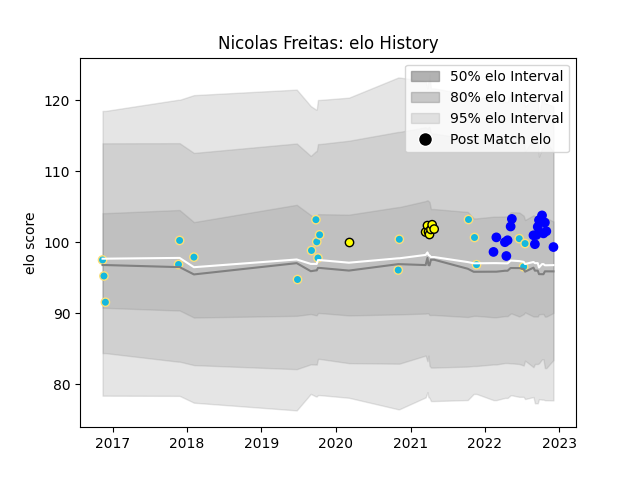 Nicolas Freitas: elo History
50% elo Interval
80% elo Interval
95% elo Interval
Post Match elo
elo score
120
110
100
90
80
2017 2018 2019 2020 2021 2022 2023